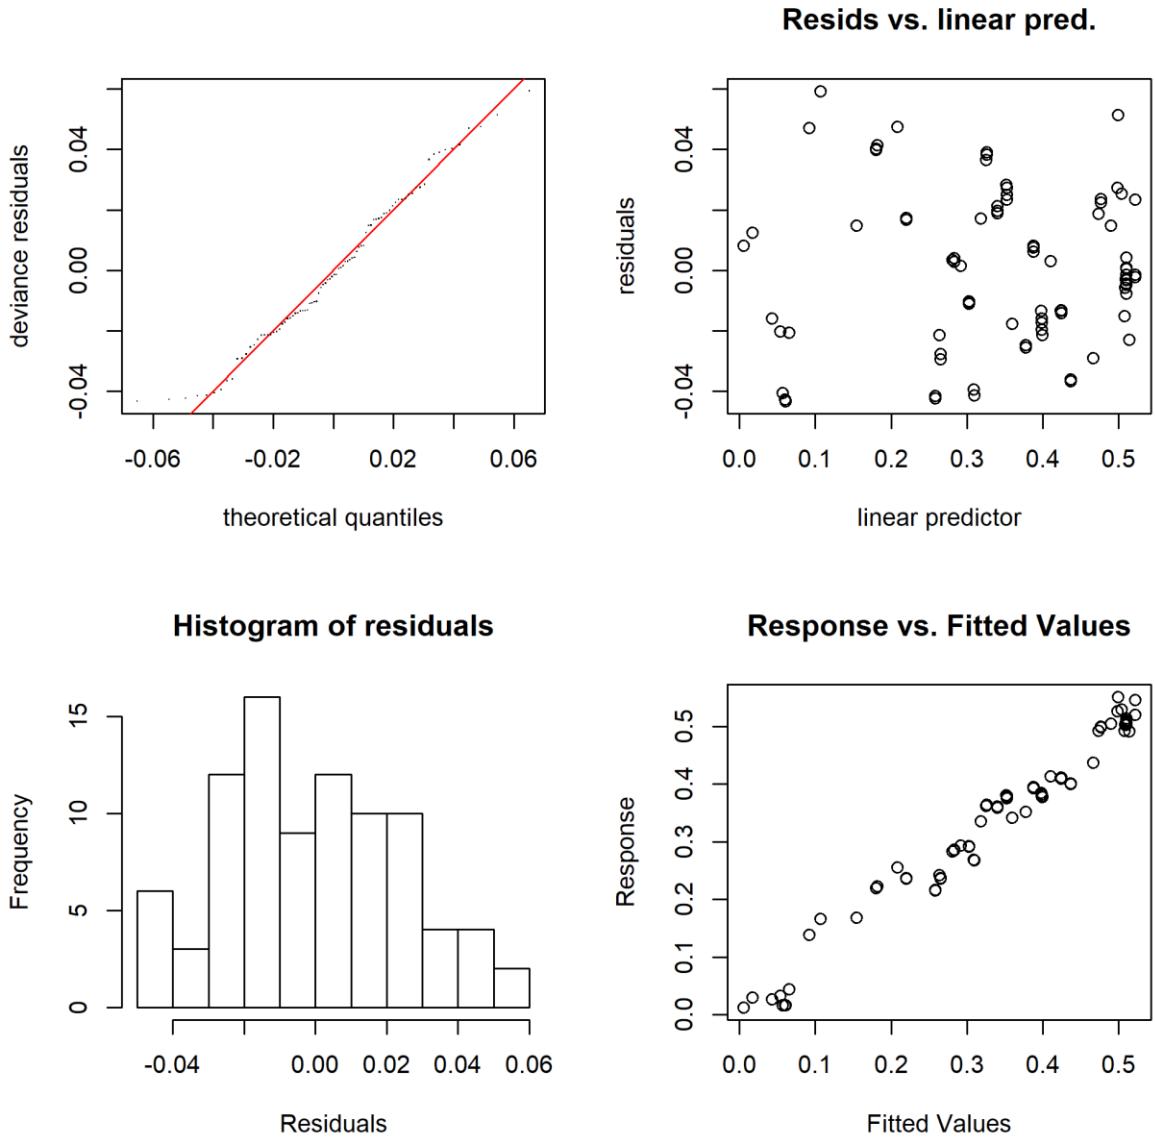 deviance residuals
-0.04 0.00 0.04
-0.06 -0.02 0.02 0.06
theoretical quantiles
Resids vs. linear pred.
residuals
-0.04 0.00 0.04
0.0 0.1 0.2 0.3 0.4 0.5
linear predictor
Histogram of residuals
Frequency
0 5 10 15
-0.04 0.00 0.02 0.04 0.06
Residuals
Response vs. Fitted Values
Response
0.0 0.1 0.2 0.3 0.4 0.5
0.0 0.1 0.2 0.3 0.4 0.5
Fitted Values